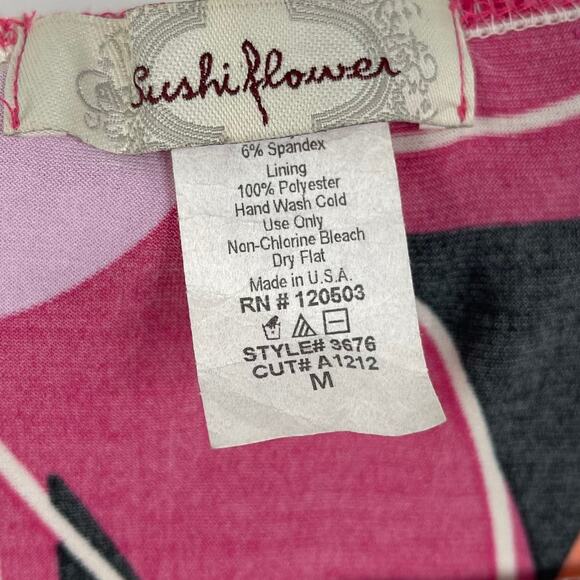 Sushi flower
6% Spandex
Lining
100% Polyester
Hand Wash Cold
Use Only
Non-Chlorine Bleach
Dry Flat
Made in U.S.A.
RN # 120503
STYLE# 3676
CUT# A1212
M